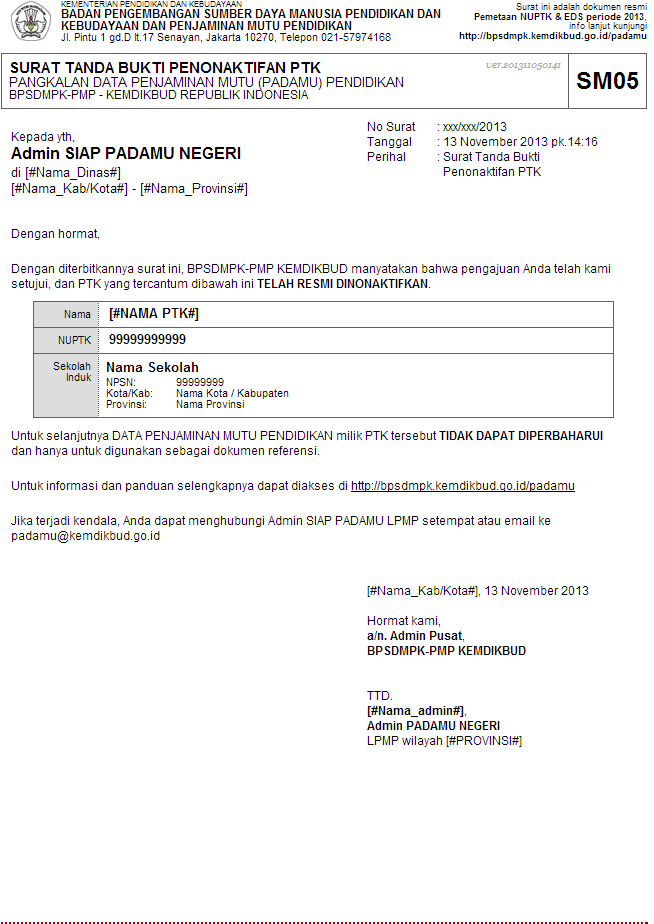 KEMENTERIAN PENDIDIKAN DAN KEBUDAYAAN
BADAN PENGEMBANGAN SUMBER DAYA MANUSIA PENDIDIKAN DAN
KEBUDAYAAN DAN PENJAMINAN MUTU PENDIDIKAN
Jl. Pintu 1 gd.D lt.17 Senayan, Jakarta 10270, Telepon 021-57974168
Surat ini adalah dokumen resmi
Pemetaan NUPTK & EDS periode 2013,
info lanjut kunjungi
http://bpsdmpk.kemdikbud.go.id/padamu
SURAT TANDA BUKTI PENONAKTIFAN PTK
PANGKALAN DATA PENJAMINAN MUTU (PADAMU) PENDIDIKAN
BPSDMPK-PMP - KEMDIKBUD REPUBLIK INDONESIA
ver.201311050141
SM05
Kepada yth,
Admin SIAP PADAMU NEGERI
di [#Nama_Dinas#]
[#Nama_Kab/Kota#] - [#Nama_Provinsi#]
No Surat : xxx/xxx/2013
Tanggal : 13 November 2013 pk.14:16
Perihal : Surat Tanda Bukti
Penonaktifan PTK
Dengan hormat,
Dengan diterbitkannya surat ini, BPSDMPK-PMP KEMDIKBUD manyatakan bahwa pengajuan Anda telah kami
setujui, dan PTK yang tercantum dibawah ini TELAH RESMI DINONAKTIFKAN.
Nama [#NAMA PTK#]
NUPTK 99999999999
Sekolah Induk Nama Sekolah
NPSN: 99999999
Kota/Kab: Nama Kota / Kabupaten
Provinsi: Nama Provinsi
Untuk selanjutnya DATA PENJAMINAN MUTU PENDIDIKAN milik PTK tersebut TIDAK DAPAT DIPERBAHARUI
dan hanya untuk digunakan sebagai dokumen referensi.
Untuk informasi dan panduan selengkapnya dapat diakses di http://bpsdmpk.kemdikbud.go.id/padamu
Jika terjadi kendala, Anda dapat menghubungi Admin SIAP PADAMU LPMP setempat atau email ke
padamu@kemdikbud.go.id
[#Nama_Kab/Kota#], 13 November 2013
Hormat kami,
a/n. Admin Pusat,
BPSDMPK-PMP KEMDIKBUD
TTD.
[#Nama_admin#],
Admin PADAMU NEGERI
LPMP wilayah [#PROVINSI#]